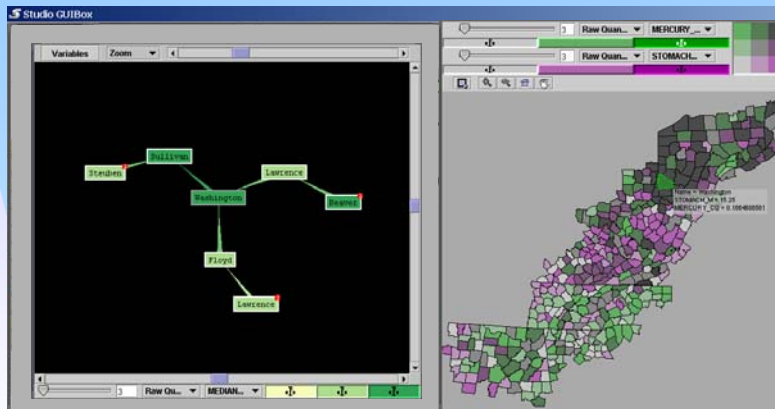 Studio GUIBox
Variables
Zoom
Steuben
Sullivan
Washington
Lawrence
Beaver
Floyd
Lawrence
3
Raw Qu...
MEDIAN...
3
Raw Quan...
MERCURY_...
3
Raw Quan...
STOMACH...
Name = Washington